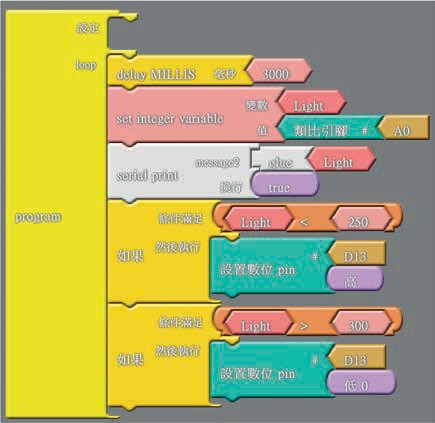 設定
loop
delay MILLIS 毫秒 3000
變數 Light
set integer variable
值 類比引腳 # A0
message2 glue Light
serial print
換行 true
program
條件滿足 Light < 250
如果 然後執行
設置數位 pin # D13
高
條件滿足 Light > 300
如果 然後執行
設置數位 pin # D13
低 0